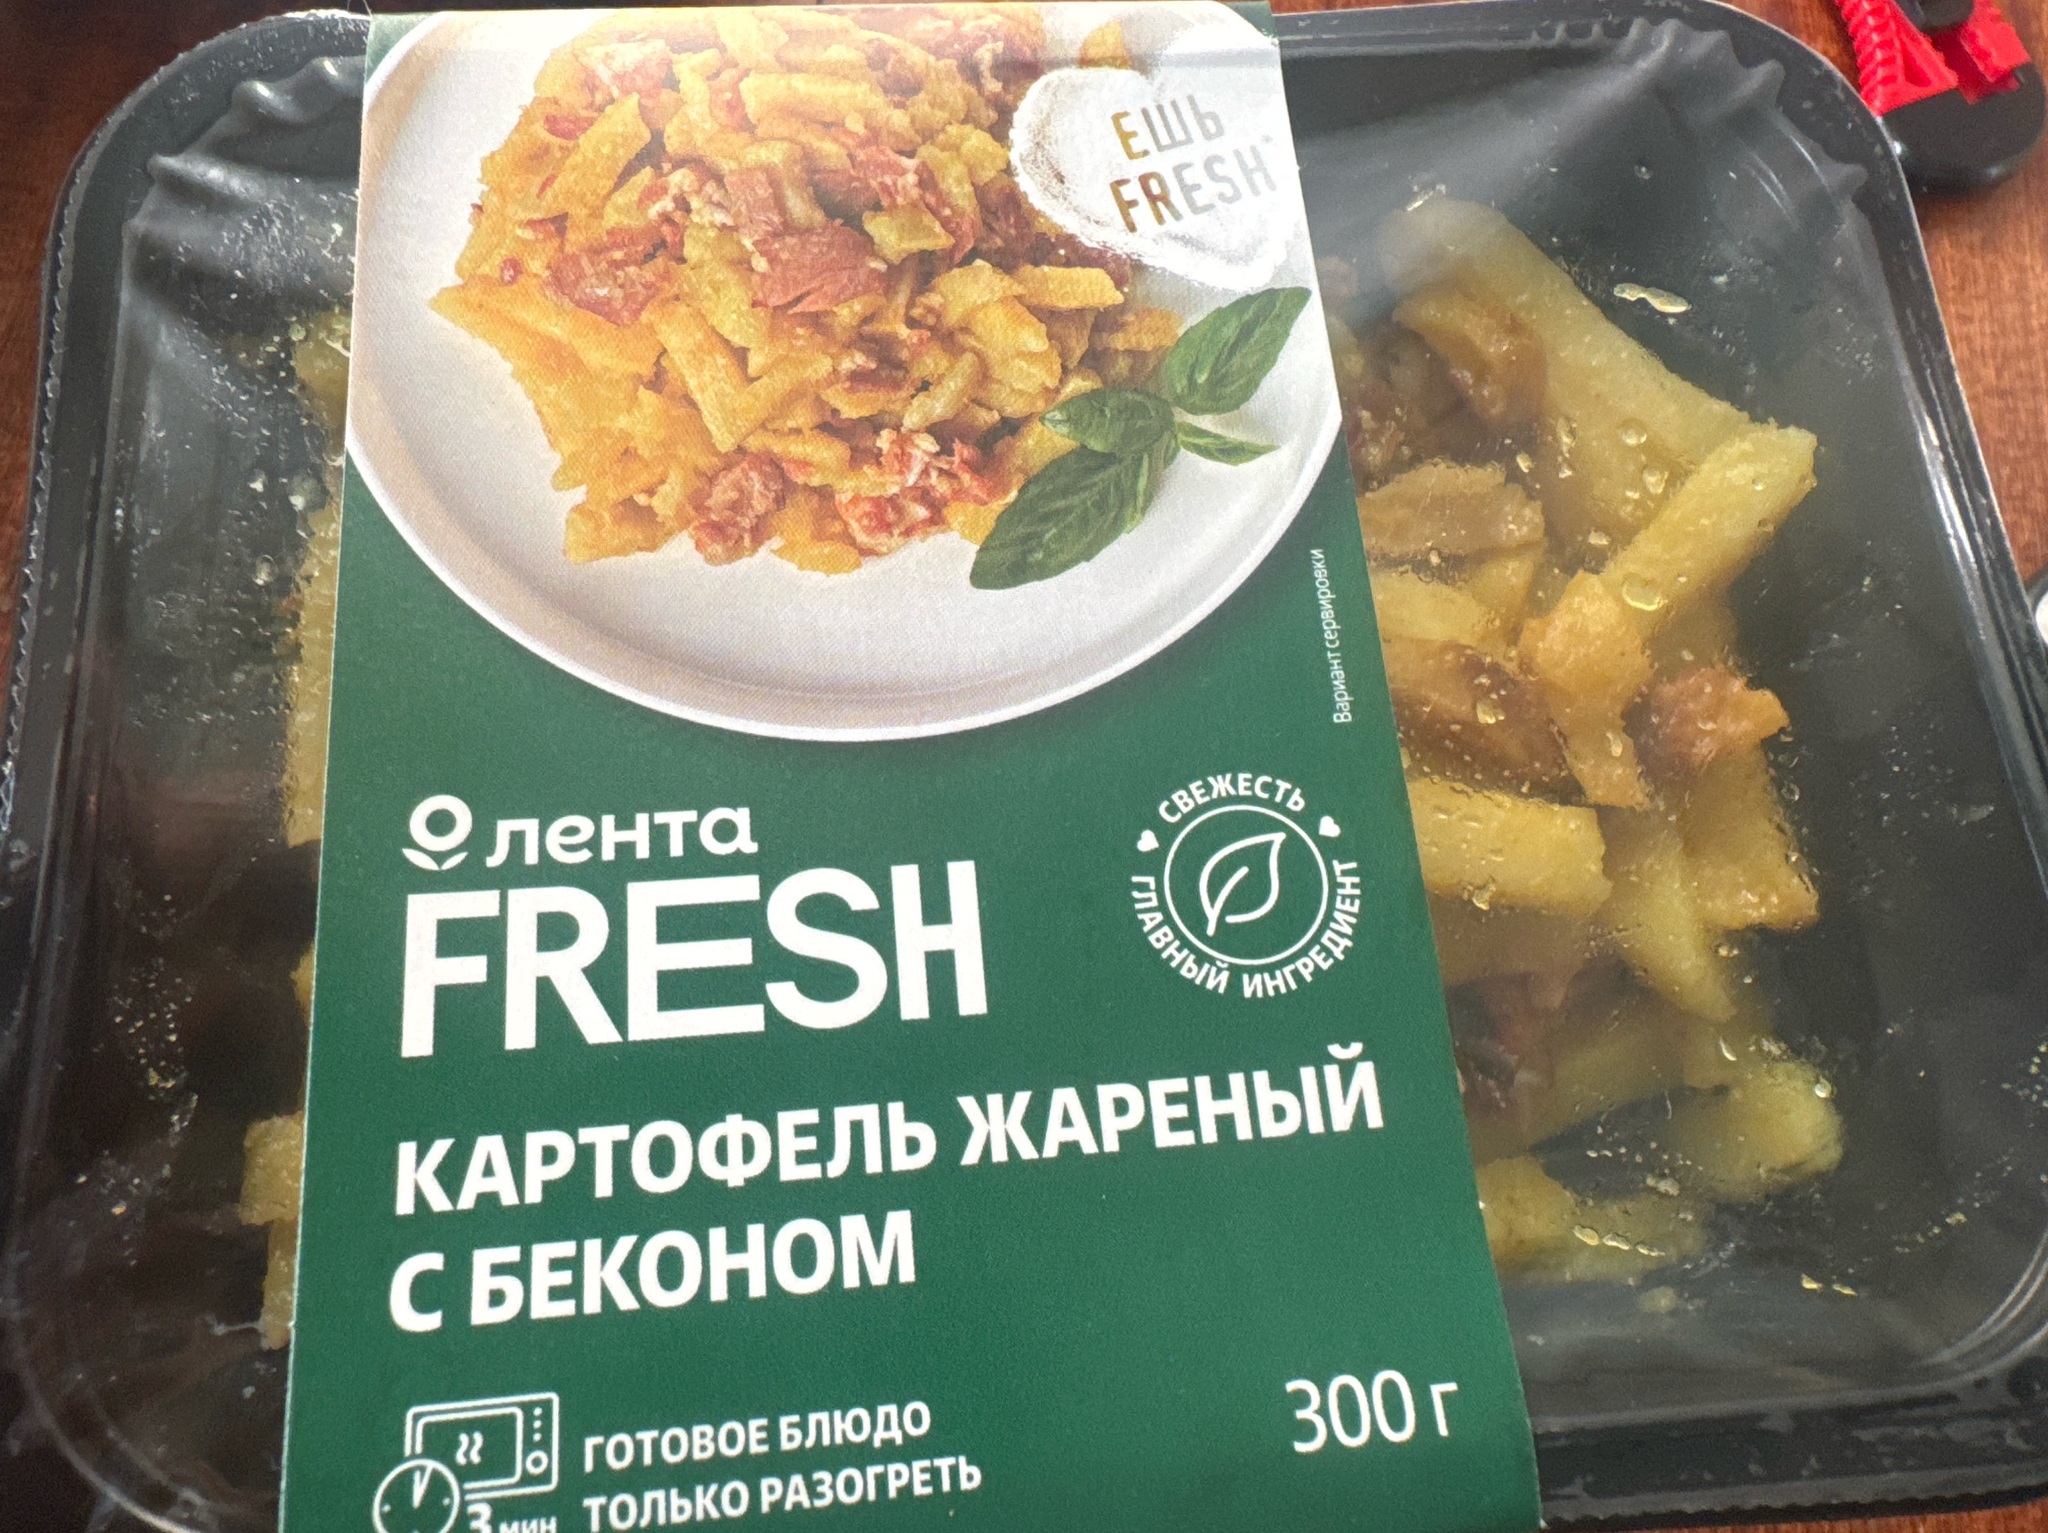 ЕШЬ
FRESH
Вариант сервировки
лента
FRESH
СВЕЖЕСТЬ
ГЛАВНЫЙ ИНГРЕДИЕНТ
КАРТОФЕЛЬ ЖАРЕНЫЙ
С БЕКОНОМ
300 г
ГОТОВОЕ БЛЮДО
ТОЛЬКО РАЗОГРЕТЬ
3 мин